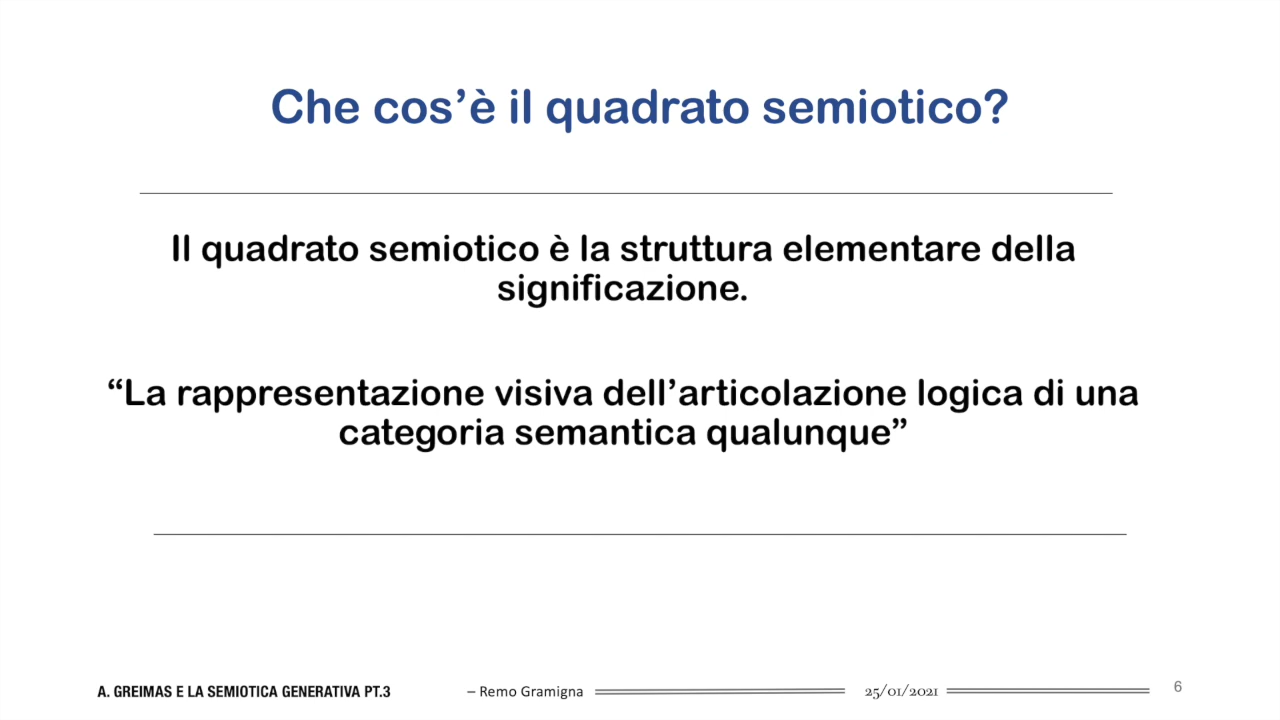 Che cos’è il quadrato semiotico?
Il quadrato semiotico è la struttura elementare della
significazione.
“La rappresentazione visiva dell’articolazione logica di una
categoria semantica qualunque”
A. GREIMAS E LA SEMIOTICA GENERATIVA PT.3
– Remo Gramigna
25/01/2021
6